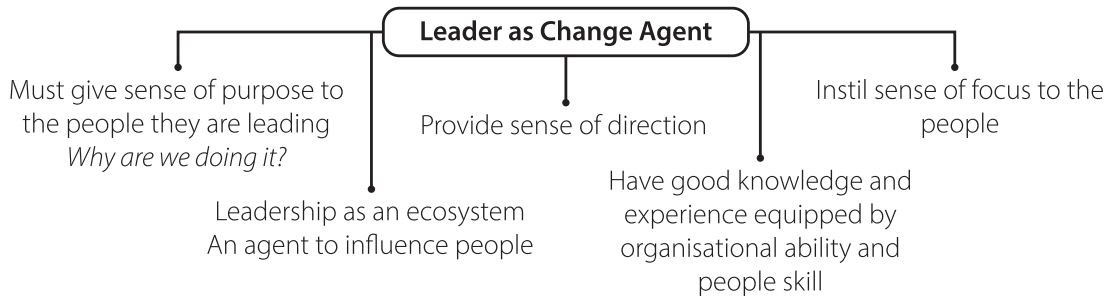 Leader as Change Agent
Must give sense of purpose to
the people they are leading
Why are we doing it?
Leadership as an ecosystem
An agent to influence people
Provide sense of direction
Have good knowledge and
experience equipped by
organisational ability and
people skill
Instil sense of focus to the
people